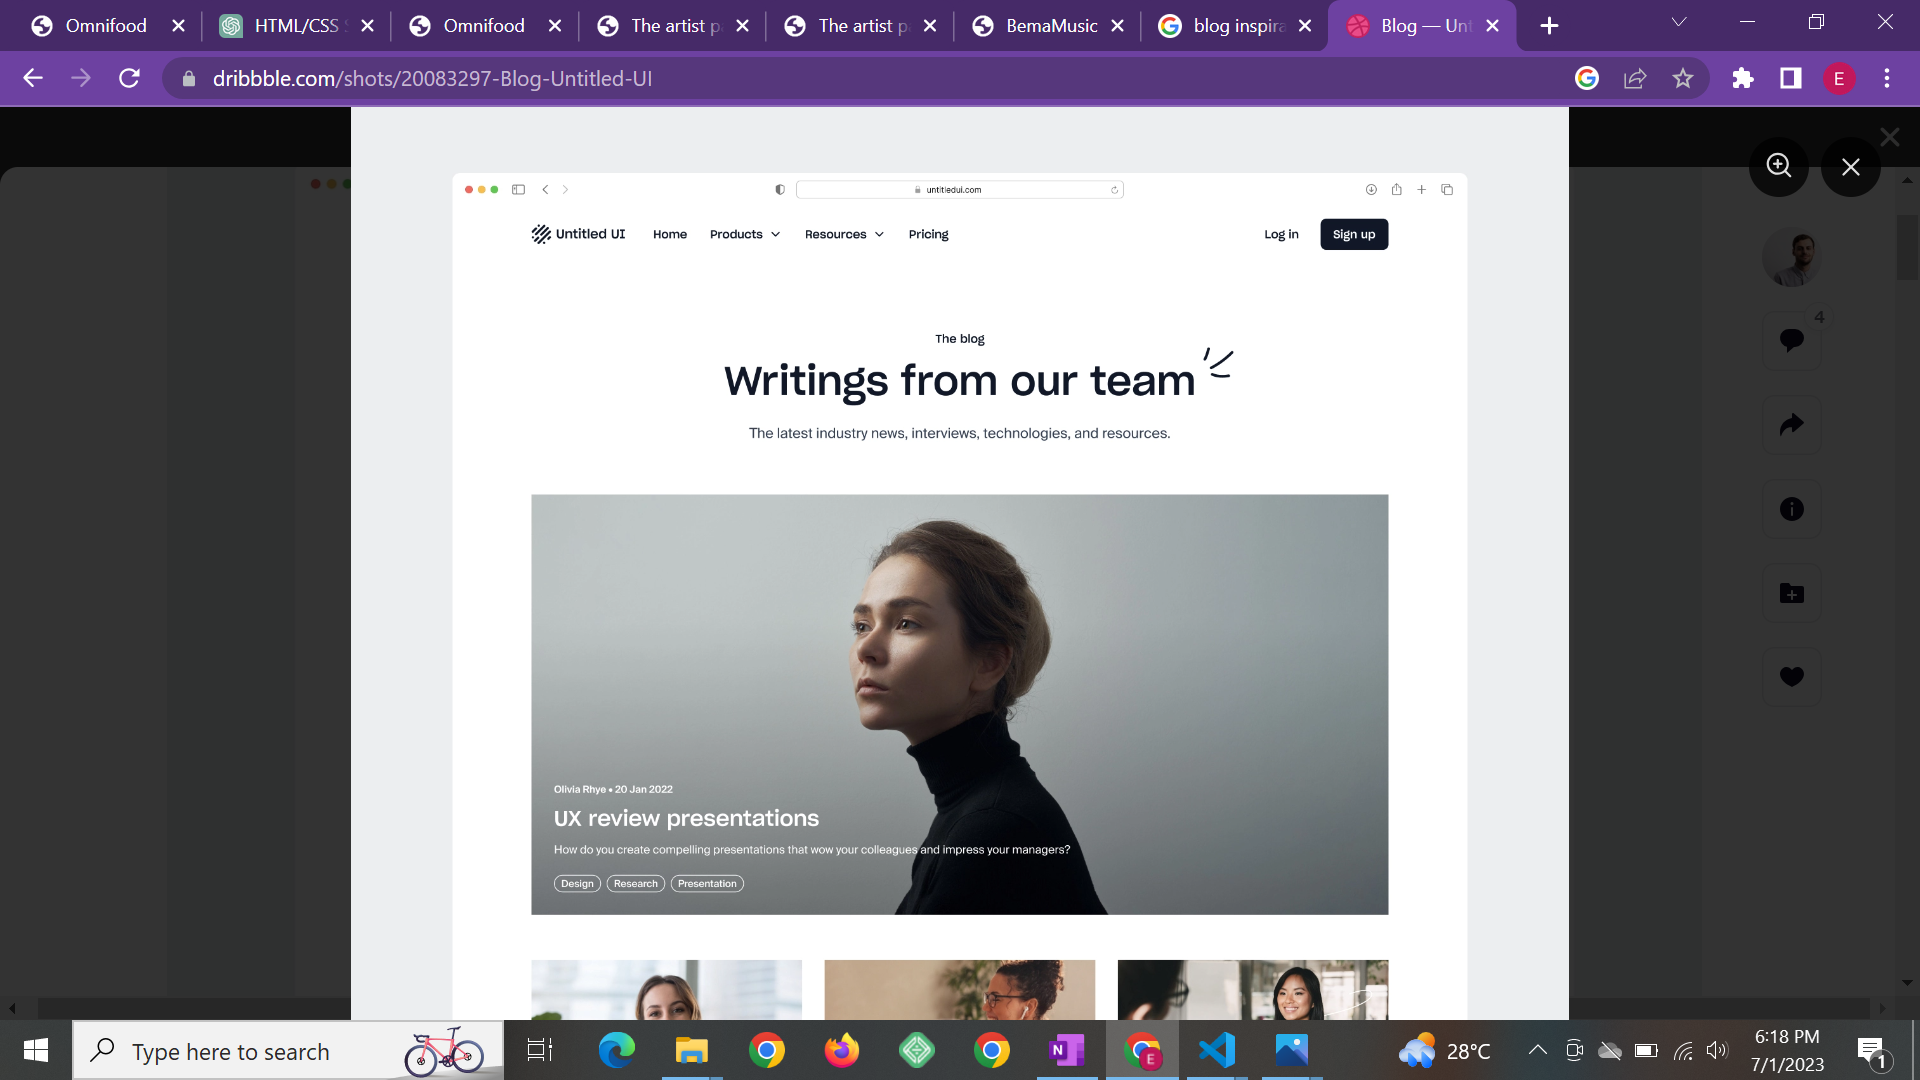 Omnifood
HTML/CSS
Omnifood
The artist p
The artist p
BemaMusic
blog inspira
Blog — Unt
dribbble.com/shots/20083297-Blog-Untitled-UI
E
untitledui.com
Untitled UI
Home
Products
Resources
Pricing
Log in
Sign up
4
The blog
Writings from our team
The latest industry news, interviews, technologies, and resources.
Olivia Rhye • 20 Jan 2022
UX review presentations
How do you create compelling presentations that wow your colleagues and impress your managers?
Design
Research
Presentation
Type here to search
N
E
28°C
6:18 PM
7/1/2023
1